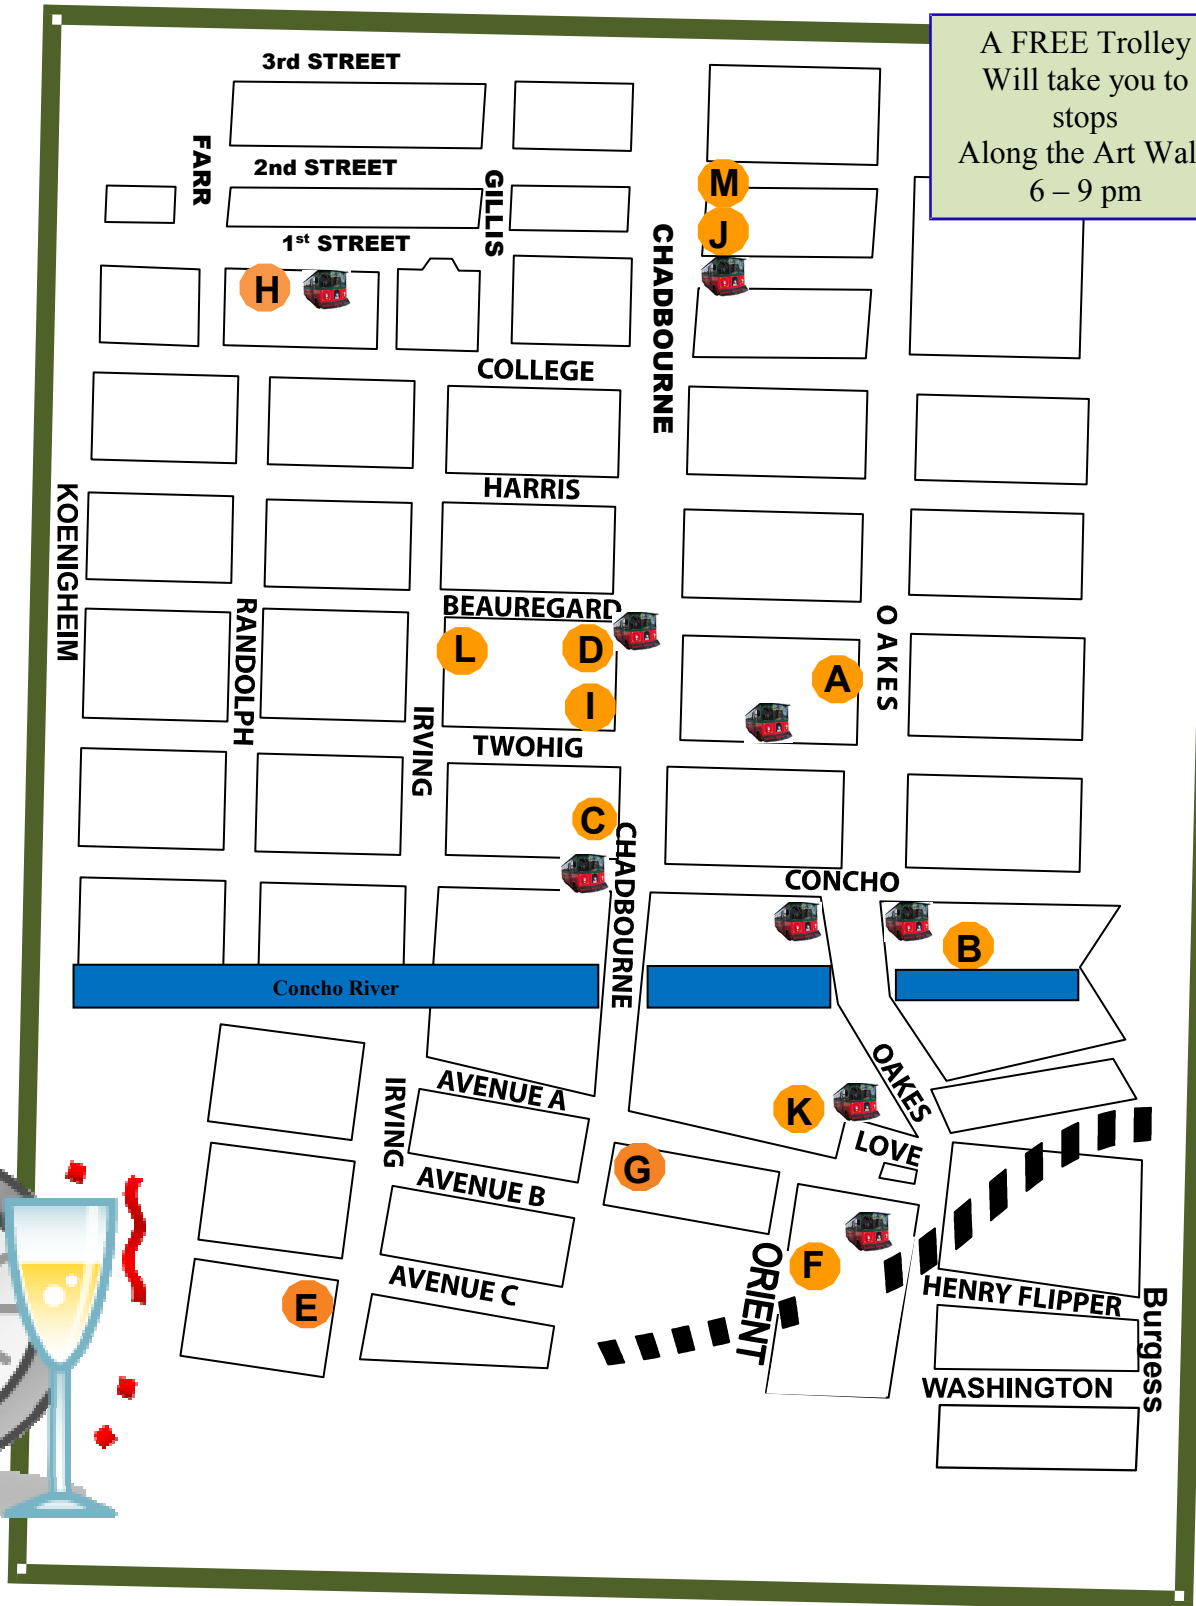 A FREE Trolley
Will take you to
stops
Along the Art Wal
6 – 9 pm
3rd STREET
FARR
2nd STREET
GILLIS
M
1st STREET
J
CHADBOURNE
H
COLLEGE
HARRIS
KOENIGHEIM
RANDOLPH
BEAUREGARD
OAKES
L
D
A
I
IRVING
TWOHIG
C
CHADBOURNE
CONCHO
B
Concho River
OAKES
IRVING
AVENUE A
K
LOVE
G
AVENUE B
ORIENT
F
AVENUE C
E
HENRY FLIPPER
Burgess
WASHINGTON